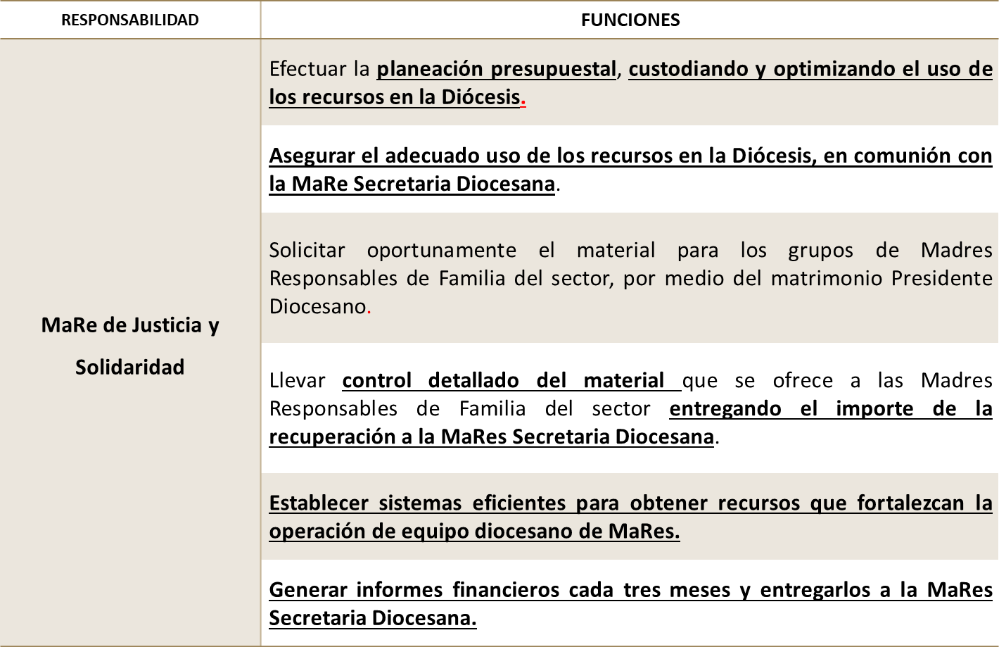 RESPONSABILIDAD
FUNCIONES
MaRe de Justicia y
Solidaridad
Efectuar la planeación presupuestal, custodiando y optimizando el uso de
los recursos en la Diócesis.
Asegurar el adecuado uso de los recursos en la Diócesis, en comunión con
la MaRe Secretaria Diocesana.
Solicitar oportunamente el material para los grupos de Madres
Responsables de Familia del sector, por medio del matrimonio Presidente
Diocesano.
Llevar control detallado del material que se ofrece a las Madres
Responsables de Familia del sector entregando el importe de la
recuperación a la MaRes Secretaria Diocesana.
Establecer sistemas eficientes para obtener recursos que fortalezcan la
operación de equipo diocesano de MaRes.
Generar informes financieros cada tres meses y entregarlos a la MaRes
Secretaria Diocesana.